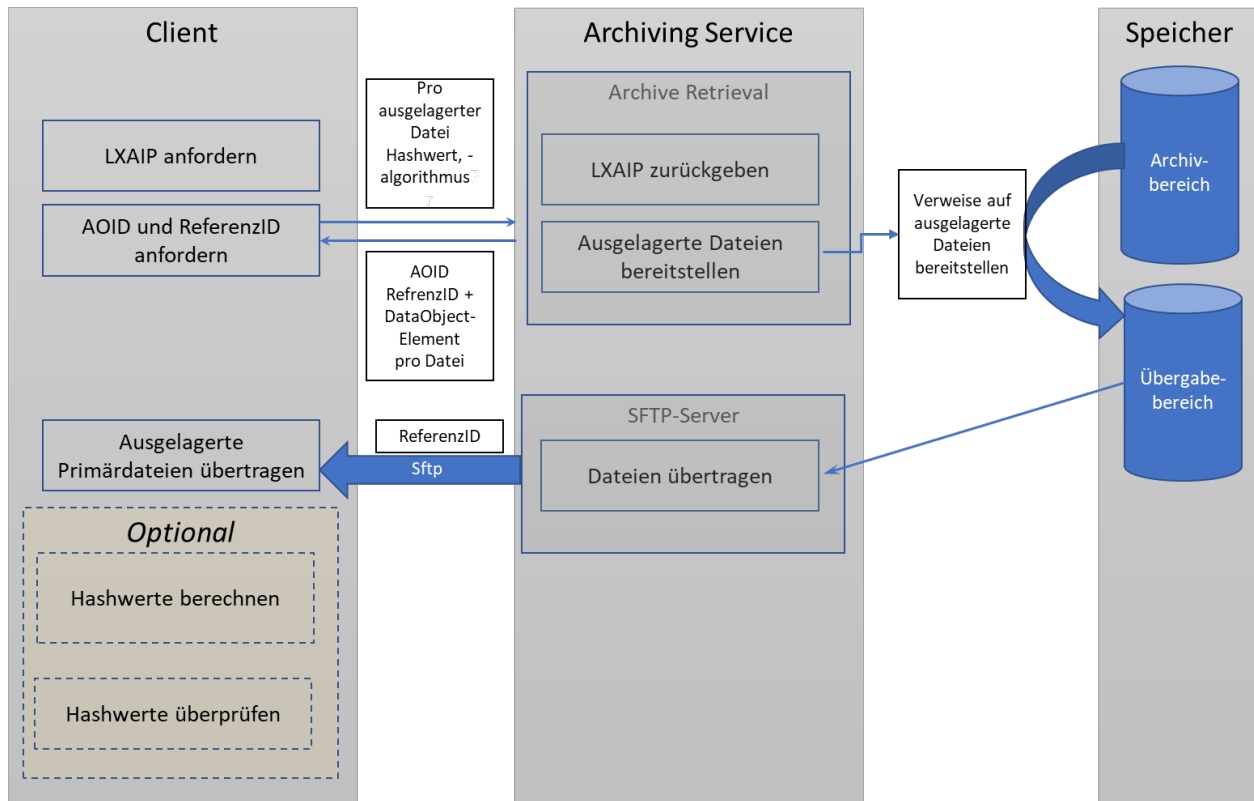 Client
Archiving Service
Speicher
Pro
ausgelagerter
Datei
Hashwert, -
algorithmus
LXAIP anfordern
AOID und ReferenzID
anfordern
AOID
RefrenzID +
DataObject-
Element
pro Datei
Archive Retrieval
LXAIP zurückgeben
Ausgelagerte Dateien
bereitstellen
Verweise auf
ausgelagerte
Dateien
bereitstellen
Archiv-
bereich
Übergabe-
bereich
Ausgelagerte
Primärdateien übertragen
ReferenzID
Sftp
SFTP-Server
Dateien übertragen
Optional
Hashwerte berechnen
Hashwerte überprüfen